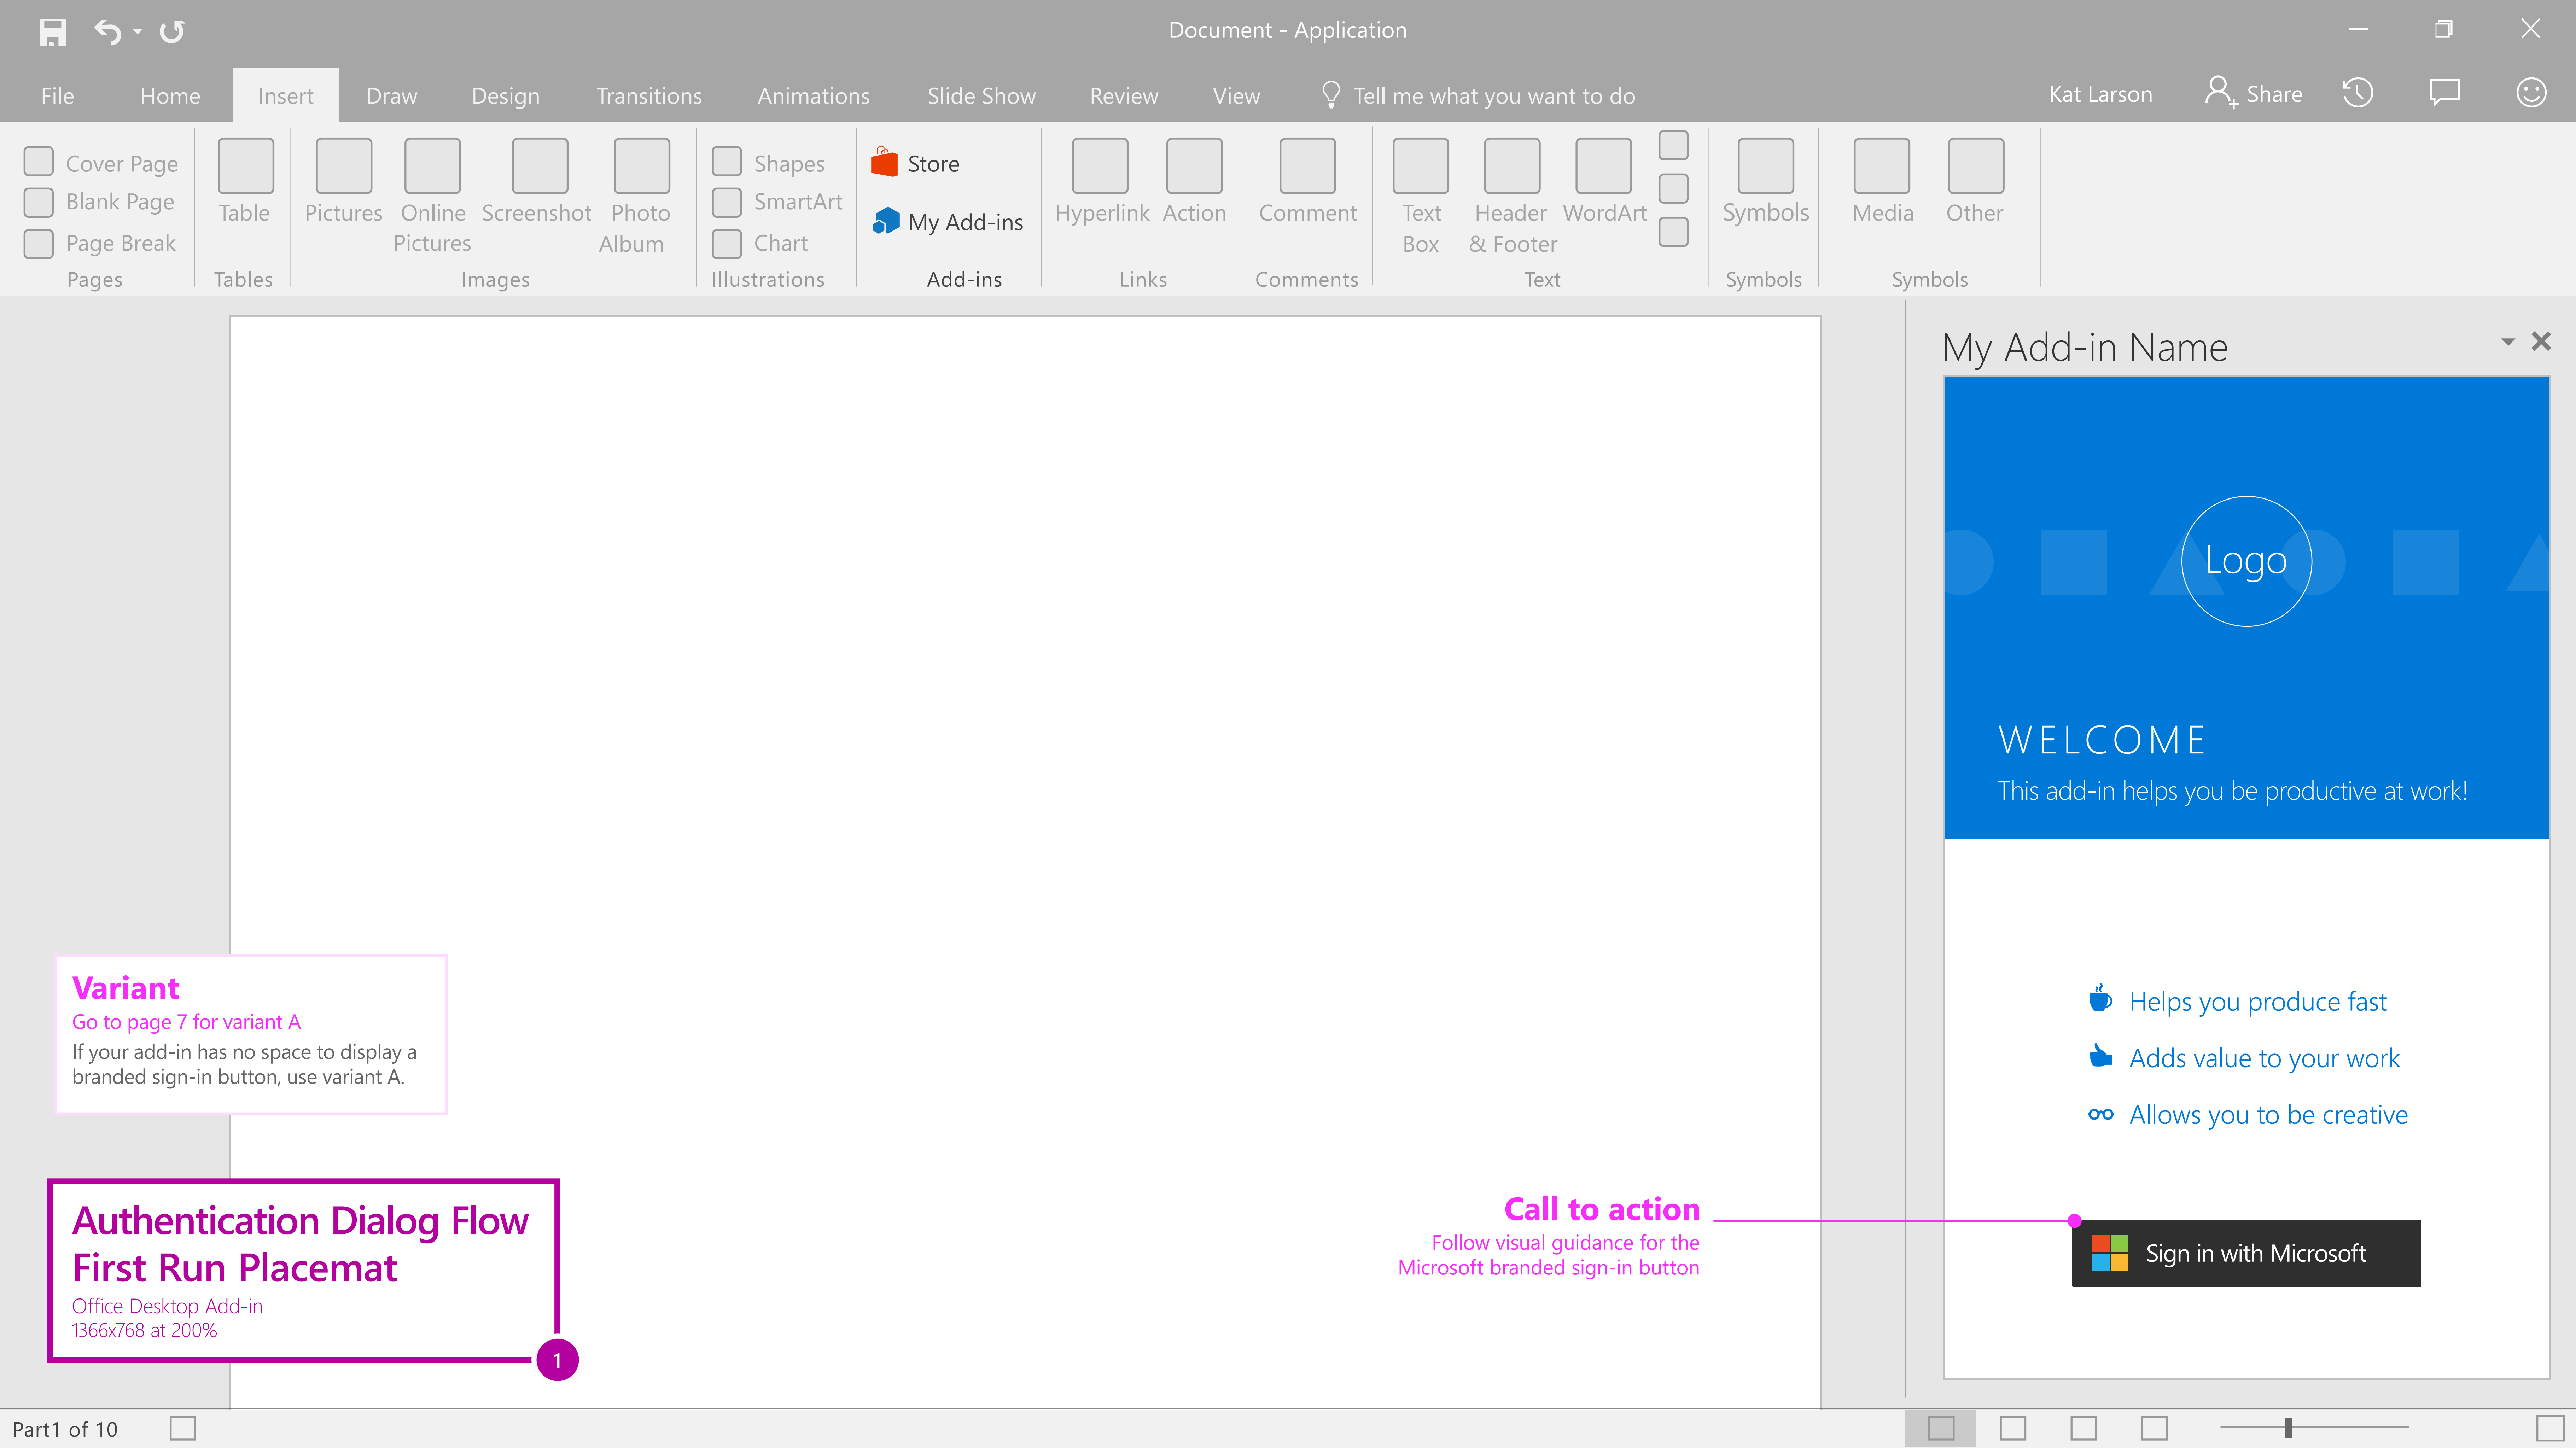 Document - Application
File
Home
Insert
Draw
Design
Transitions
Animations
Slide Show
Review
View
Tell me what you want to do
Kat Larson
Share
Cover Page
Blank Page
Page Break
Pages
Table
Tables
Pictures
Online
Pictures
Screenshot
Photo
Album
Images
Shapes
SmartArt
Chart
Illustrations
Store
My Add-ins
Add-ins
Hyperlink
Action
Links
Comment
Comments
Text
Box
Header
& Footer
WordArt
Text
Symbols
Symbols
Media
Other
Symbols
My Add-in Name
Logo
WELCOME
This add-in helps you be productive at work!
Helps you produce fast
Adds value to your work
Allows you to be creative
Sign in with Microsoft
Variant
Go to page 7 for variant A
If your add-in has no space to display a
branded sign-in button, use variant A.
Authentication Dialog Flow
First Run Placemat
Office Desktop Add-in
1366x768 at 200%
1
Call to action
Follow visual guidance for the
Microsoft branded sign-in button
Part1 of 10